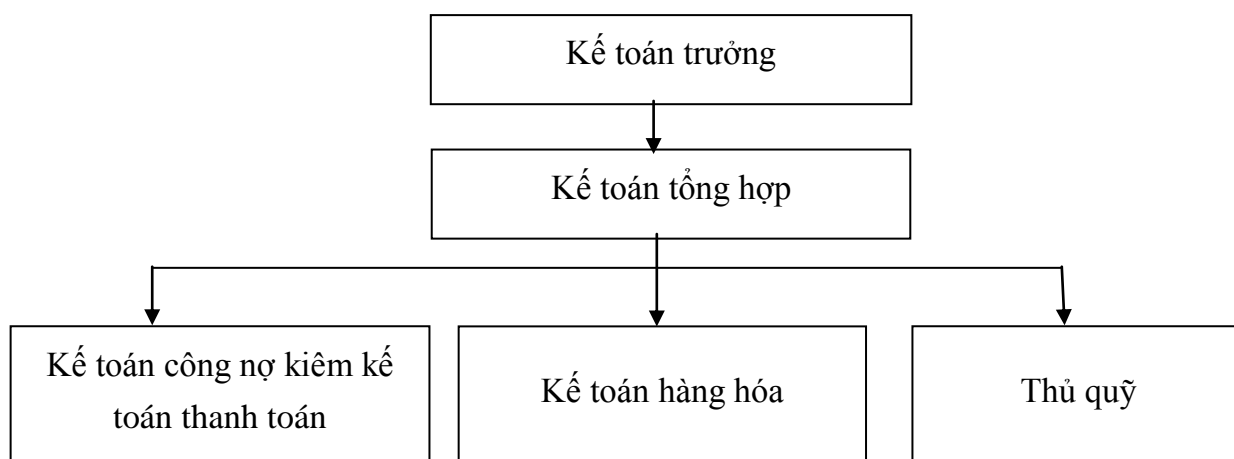 Kế toán trưởng
Kế toán tổng hợp
Kế toán công nợ kiêm kế
toán thanh toán
Kế toán hàng hóa
Thủ quỹ